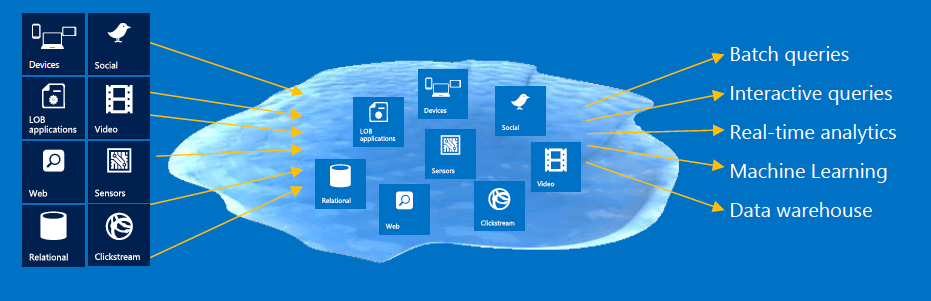 Devices
Social
LOB
applications
Video
Web
Sensors
Relational
Clickstream
Devices
LOB
applications
Social
Sensors
Video
Relational
Web
Clickstream
Batch queries
Interactive queries
Real-time analytics
Machine Learning
Data warehouse